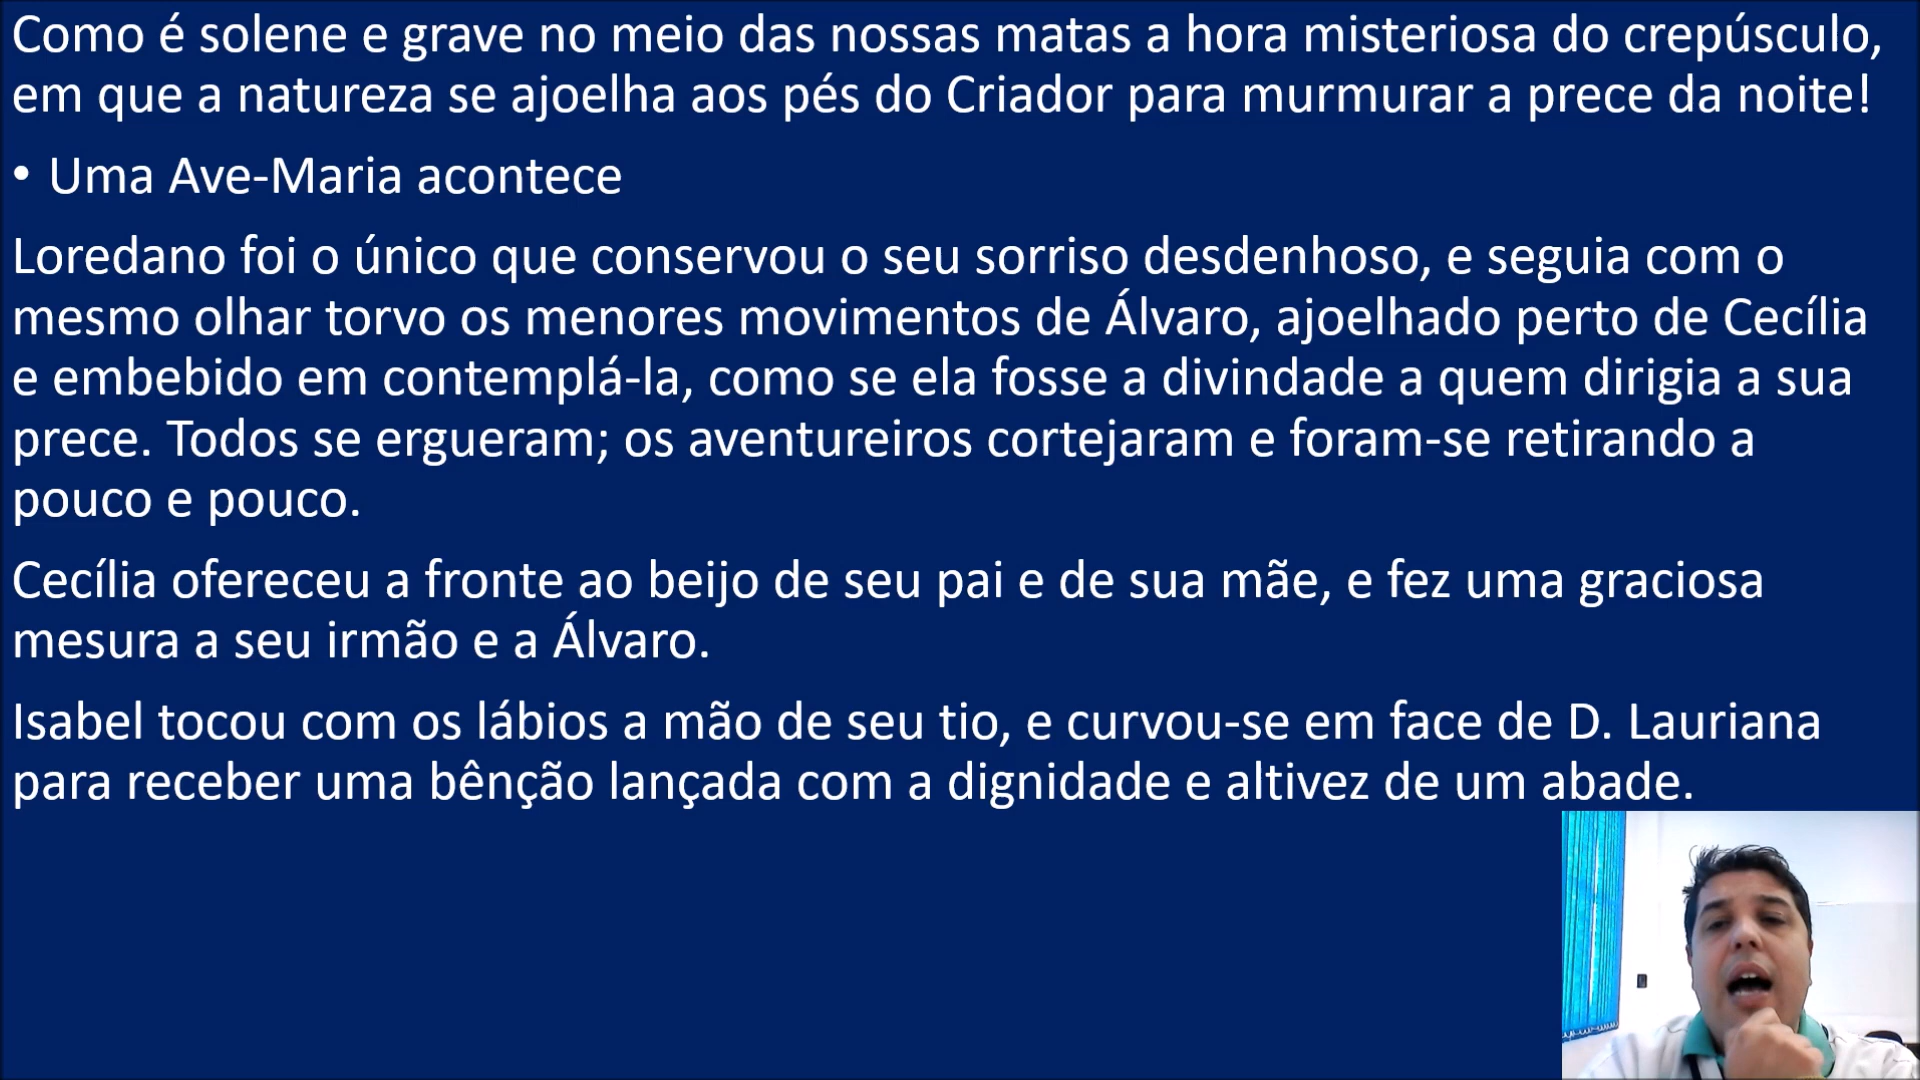 Como é solene e grave no meio das nossas matas a hora misteriosa do crepúsculo,
em que a natureza se ajoelha aos pés do Criador para murmurar a prece da noite!
• Uma Ave-Maria acontece
Loredano foi o único que conservou o seu sorriso desdenhoso, e seguia com o
mesmo olhar torvo os menores movimentos de Álvaro, ajoelhado perto de Cecília
e embebido em contemplá-la, como se ela fosse a divindade a quem dirigia a sua
prece. Todos se ergueram; os aventureiros cortejaram e foram-se retirando a
pouco e pouco.
Cecília ofereceu a fronte ao beijo de seu pai e de sua mãe, e fez uma graciosa
mesura a seu irmão e a Álvaro.
Isabel tocou com os lábios a mão de seu tio, e curvou-se em face de D. Lauriana
para receber uma bênção lançada com a dignidade e altivez de um abade.